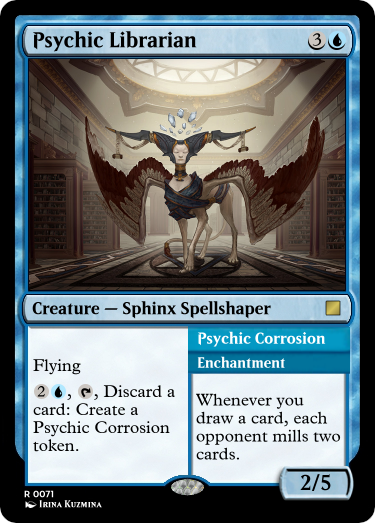 Psychic Librarian 3
Creature — Sphinx Spellshaper
Flying
2 , , Discard a
card: Create a
Psychic Corrosion
token.
Psychic Corrosion
Enchantment
Whenever you
draw a card, each
opponent mills two
cards.
2/5
R 0071
Irina Kuzmina